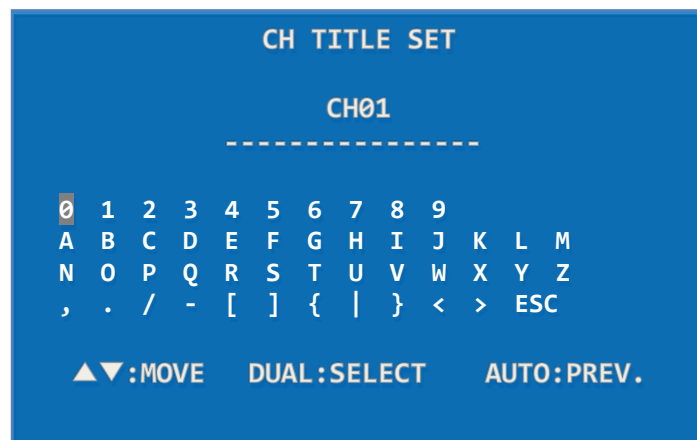 CH TITLE SET
CH01
----------------
0 1 2 3 4 5 6 7 8 9
A B C D E F G H I J K L M
N O P Q R S T U V W X Y Z
, . / - [ ] { | } < > ESC
▲▼:MOVE DUAL:SELECT AUTO:PREV.